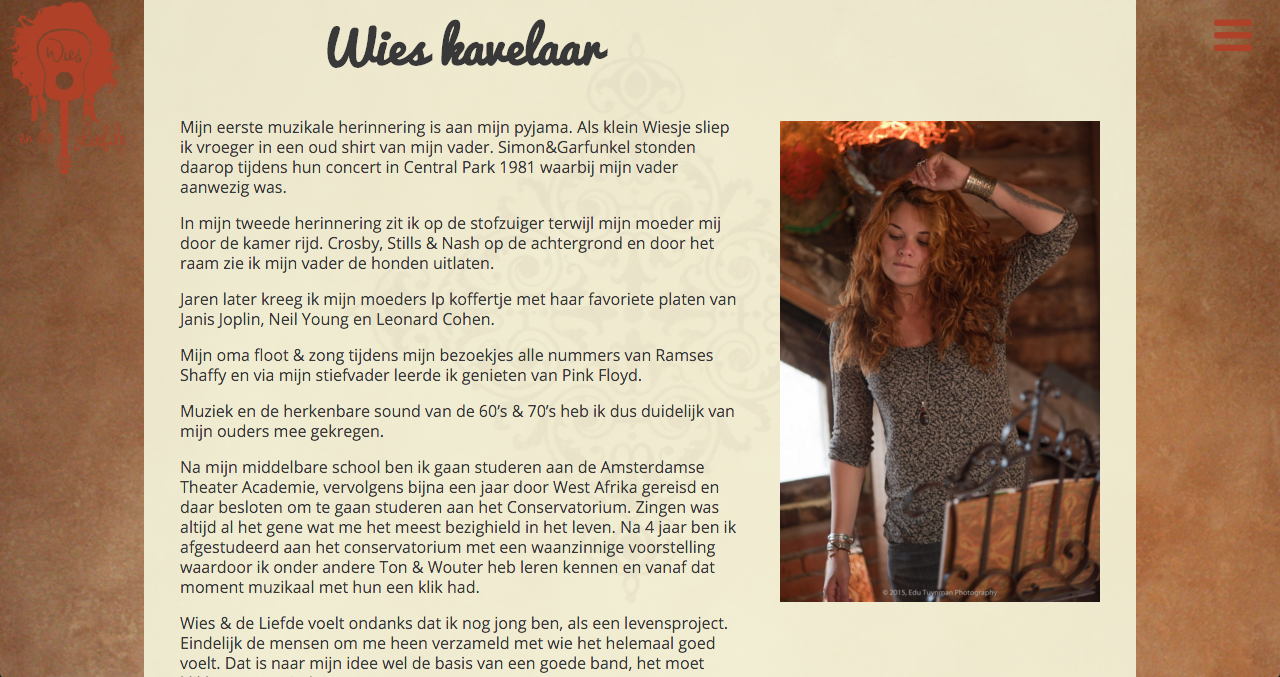 Wies
Wies kavelaar
Mijn eerste muzikale herinnering is aan mijn pyjama. Als klein Wiesje sliep
ik vroeger in een oud shirt van mijn vader. Simon&Garfunkel stonden
daarop tijdens hun concert in Central Park 1981 waarbij mijn vader
aanwezig was.
In mijn tweede herinnering zit ik op de stofzuiger terwijl mijn moeder mij
door de kamer rijd. Crosby, Stills & Nash op de achtergrond en door het
raam zie ik mijn vader de honden uitlaten.
Jaren later kreeg ik mijn moeders lp koffertje met haar favoriete platen van
Janis Joplin, Neil Young en Leonard Cohen.
Mijn oma floot & zong tijdens mijn bezoekjes alle nummers van Ramses
Shaffy en via mijn stiefvader leerde ik genieten van Pink Floyd.
Muziek en de herkenbare sound van de 60’s & 70’s heb ik dus duidelijk van
mijn ouders mee gekregen.
Na mijn middelbare school ben ik gaan studeren aan de Amsterdamse
Theater Academie, vervolgens bijna een jaar door West Afrika gereisd en
daar besloten om te gaan studeren aan het Conservatorium. Zingen was
altijd al het gene wat me het meest bezighield in het leven. Na 4 jaar ben ik
afgestudeerd aan het conservatorium met een waanzinnige voorstelling
waardoor ik onder andere Ton & Wouter heb leren kennen en vanaf dat
moment muzikaal met hun een klik had.
Wies & de Liefde voelt ondanks dat ik nog jong ben, als een levensproject.
Eindelijk de mensen om me heen verzameld met wie het helemaal goed
voelt. Dat is naar mijn idee wel de basis van een goede band, het moet
© 2015, Edu Tuynman Photography